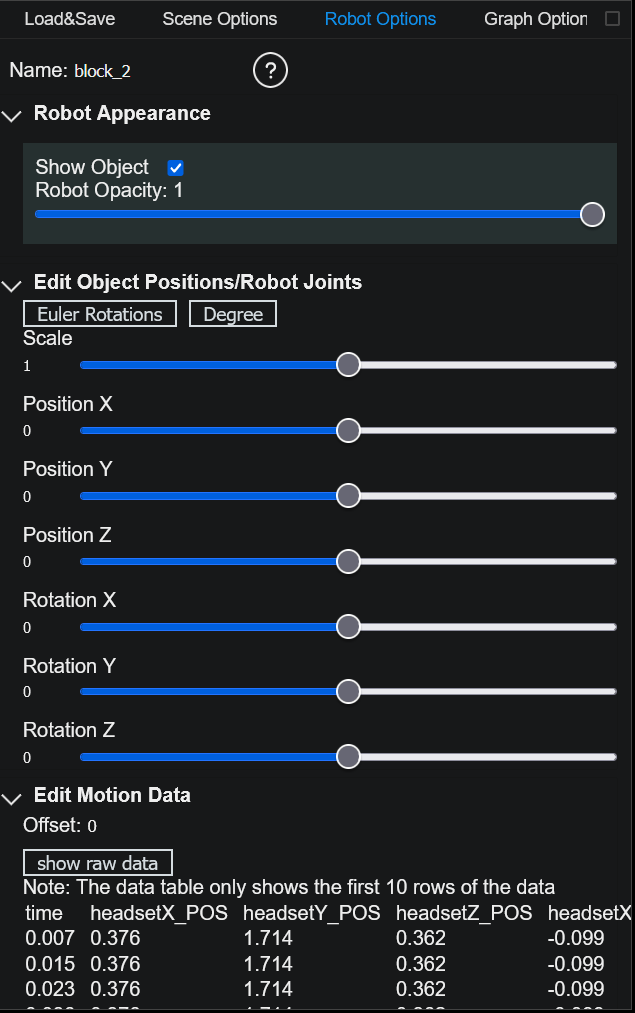 Load&Save Scene Options Robot Options Graph Option
Name: block_2 ?
Robot Appearance
Show Object
Robot Opacity: 1
Edit Object Positions/Robot Joints
Euler Rotations Degree
Scale
1
Position X
0
Position Y
0
Position Z
0
Rotation X
0
Rotation Y
0
Rotation Z
0
Edit Motion Data
Offset: 0
show raw data
Note: The data table only shows the first 10 rows of the data
time headsetX_POS headsetY_POS headsetZ_POS headsetX
0.007 0.376 1.714 0.362 -0.099
0.015 0.376 1.714 0.362 -0.099
0.023 0.376 1.714 0.362 -0.099